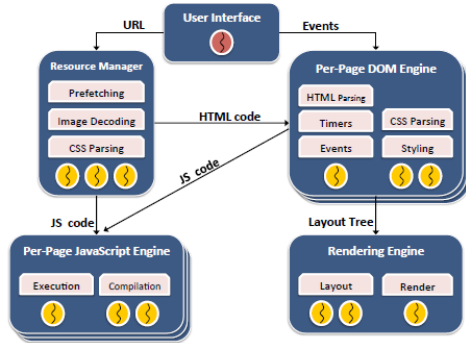 URL
User Interface
Events
Resource Manager
Prefetching
Image Decoding
CSS Parsing
HTML code
Per-Page DOM Engine
HTML Parsing
Timers
CSS Parsing
Events
Styling
JS code
JS code
Layout Tree
Per-Page JavaScript Engine
Execution
Compilation
Rendering Engine
Layout
Render